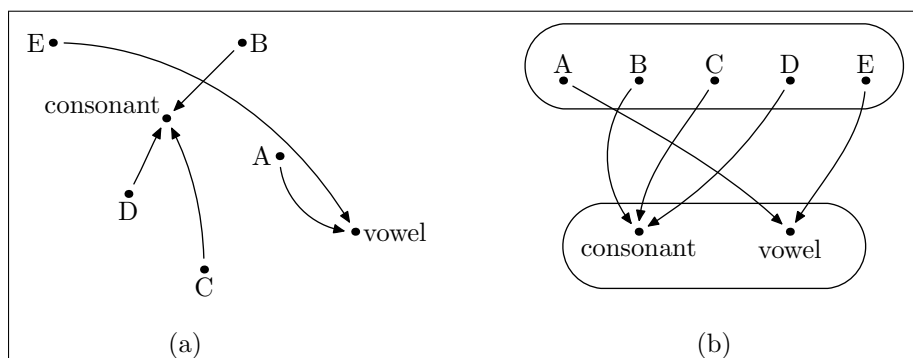 E
B
consonant
A
D
vowel
C
(a)
A B C D E
consonant vowel
(b)